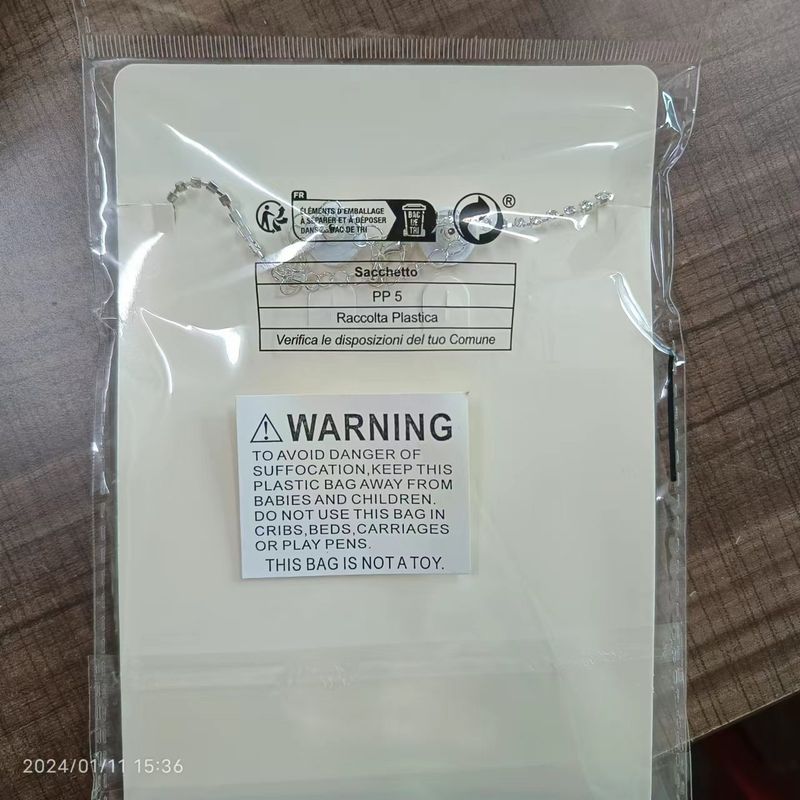 FR
ÉLÉMENTS D'EMBALLAGE
À SÉPARER ET À DÉPOSER
DANS BAC DE TRI
BAC
DE
TRI
®
Sacchetto
PP 5
Raccolta Plastica
Verifica le disposizioni del tuo Comune
WARNING
TO AVOID DANGER OF
SUFFOCATION,KEEP THIS
PLASTIC BAG AWAY FROM
BABIES AND CHILDREN.
DO NOT USE THIS BAG IN
CRIBS,BEDS,CARRIAGES
OR PLAY PENS.
THIS BAG IS NOT A TOY.
2024/01/11 15:36